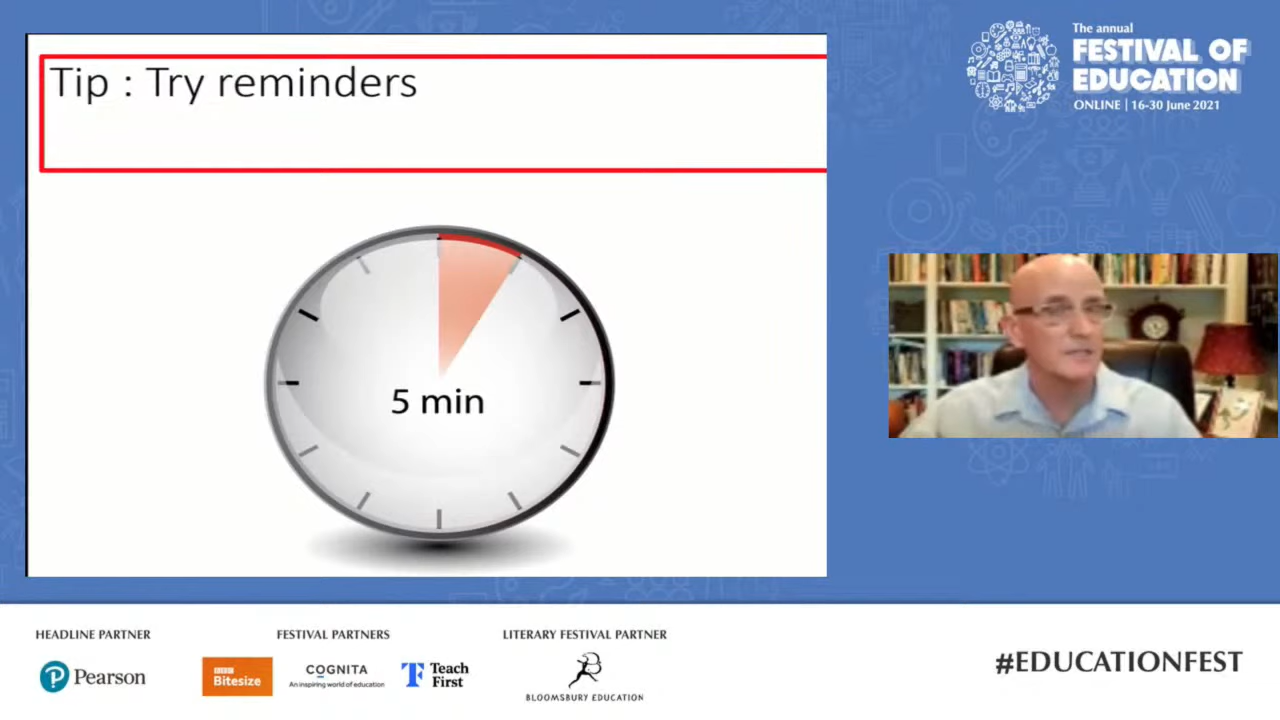 Tip : Try reminders
5 min
The annual
FESTIVAL OF
EDUCATION
ONLINE | 16-30 June 2021
HEADLINE PARTNER
Pearson
FESTIVAL PARTNERS
BBC
Bitesize
COGNITA
An inspiring world of education
Teach
First
LITERARY FESTIVAL PARTNER
BLOOMSBURY EDUCATION
#EDUCATIONFEST